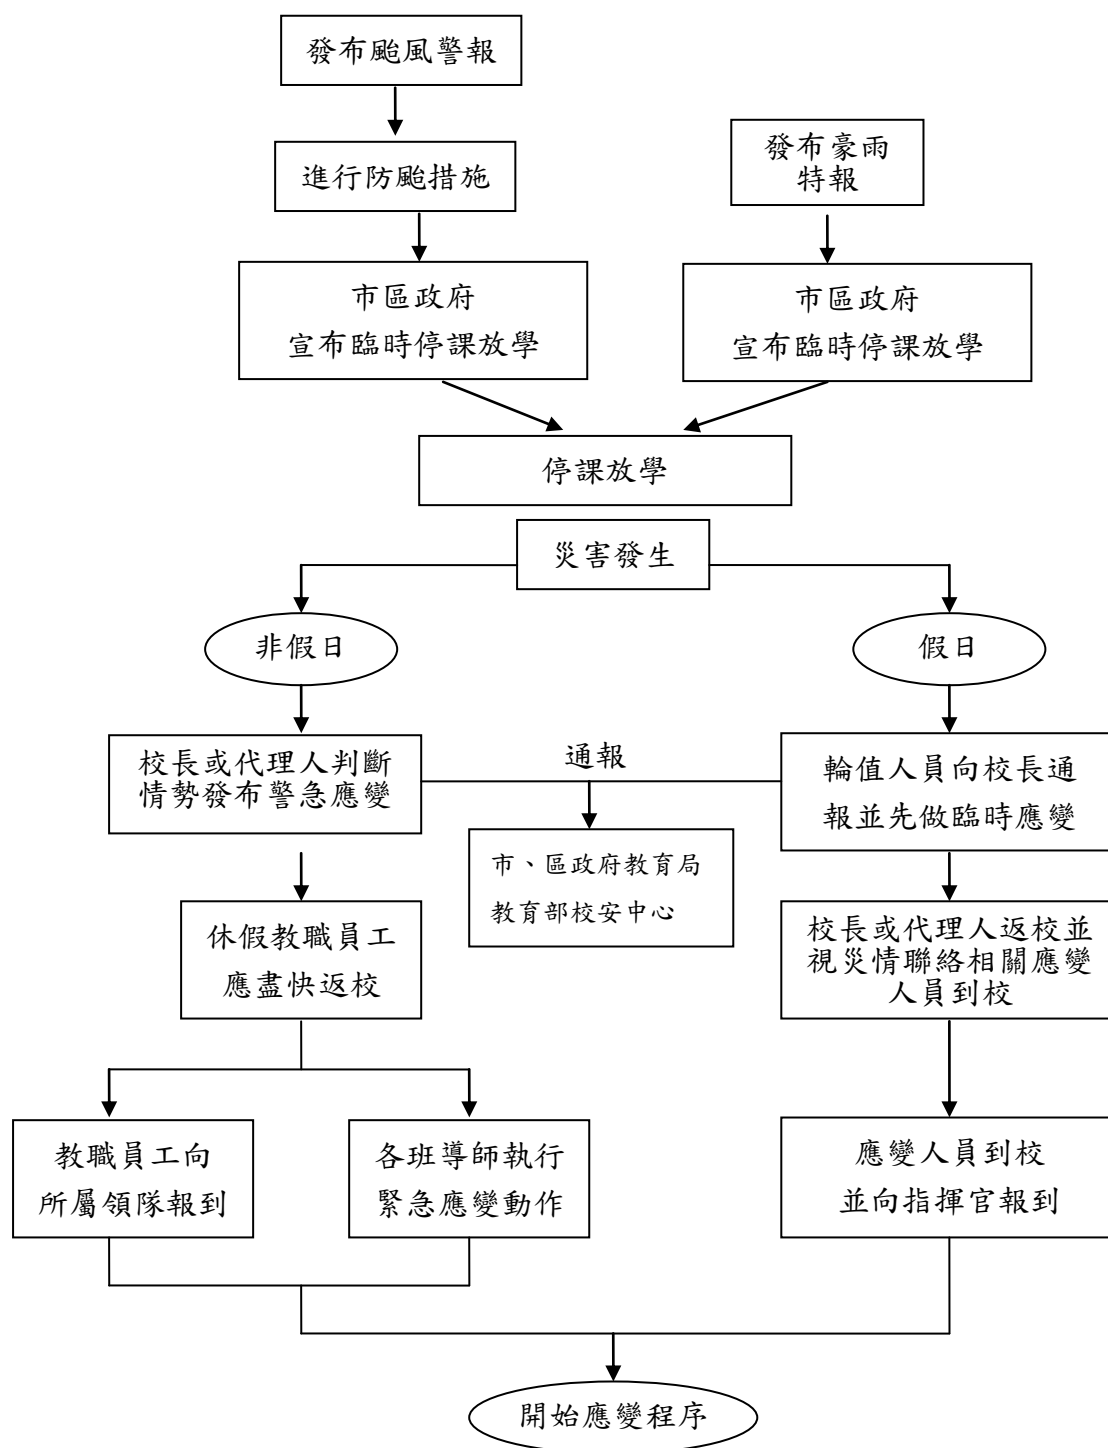 發布颱風警報
進行防颱措施
發布豪雨
特報
市區政府
宣布臨時停課放學
市區政府
宣布臨時停課放學
停課放學
災害發生
非假日
假日
校長或代理人判斷
情勢發布警急應變
通報
輪值人員向校長通
報並先做臨時應變
市、區政府教育局
教育部校安中心
休假教職員工
應盡快返校
校長或代理人返校並
視災情聯絡相關應變
人員到校
教職員工向
所屬領隊報到
各班導師執行
緊急應變動作
應變人員到校
並向指揮官報到
開始應變程序